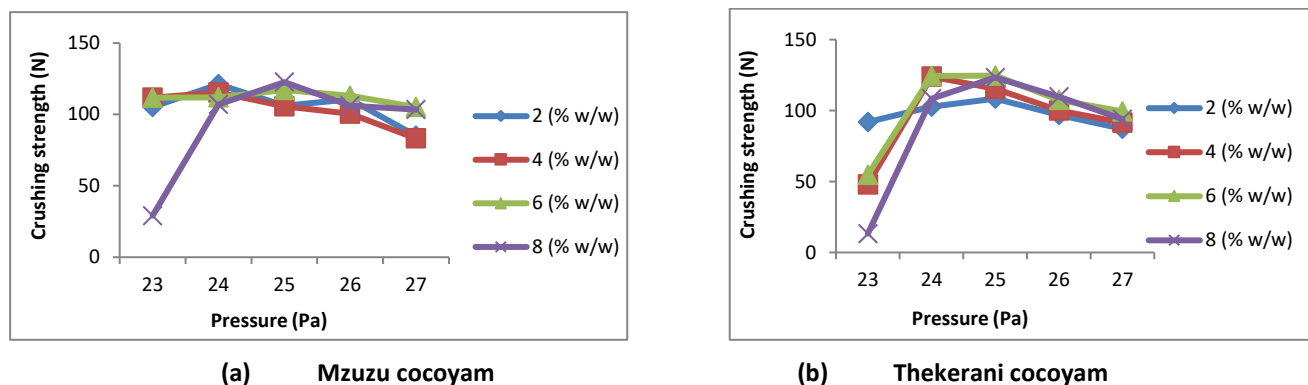 Crushing strength (N)
150
100
50
0
23 24 25 26 27
Pressure (Pa)
2 (% w/w)
4 (% w/w)
6 (% w/w)
8 (% w/w)
(a) Mzuzu cocoyam
Crushing strength (N)
150
100
50
0
23 24 25 26 27
Pressure (Pa)
2 (% w/w)
4 (% w/w)
6 (% w/w)
8 (% w/w)
(b) Thekerani cocoyam